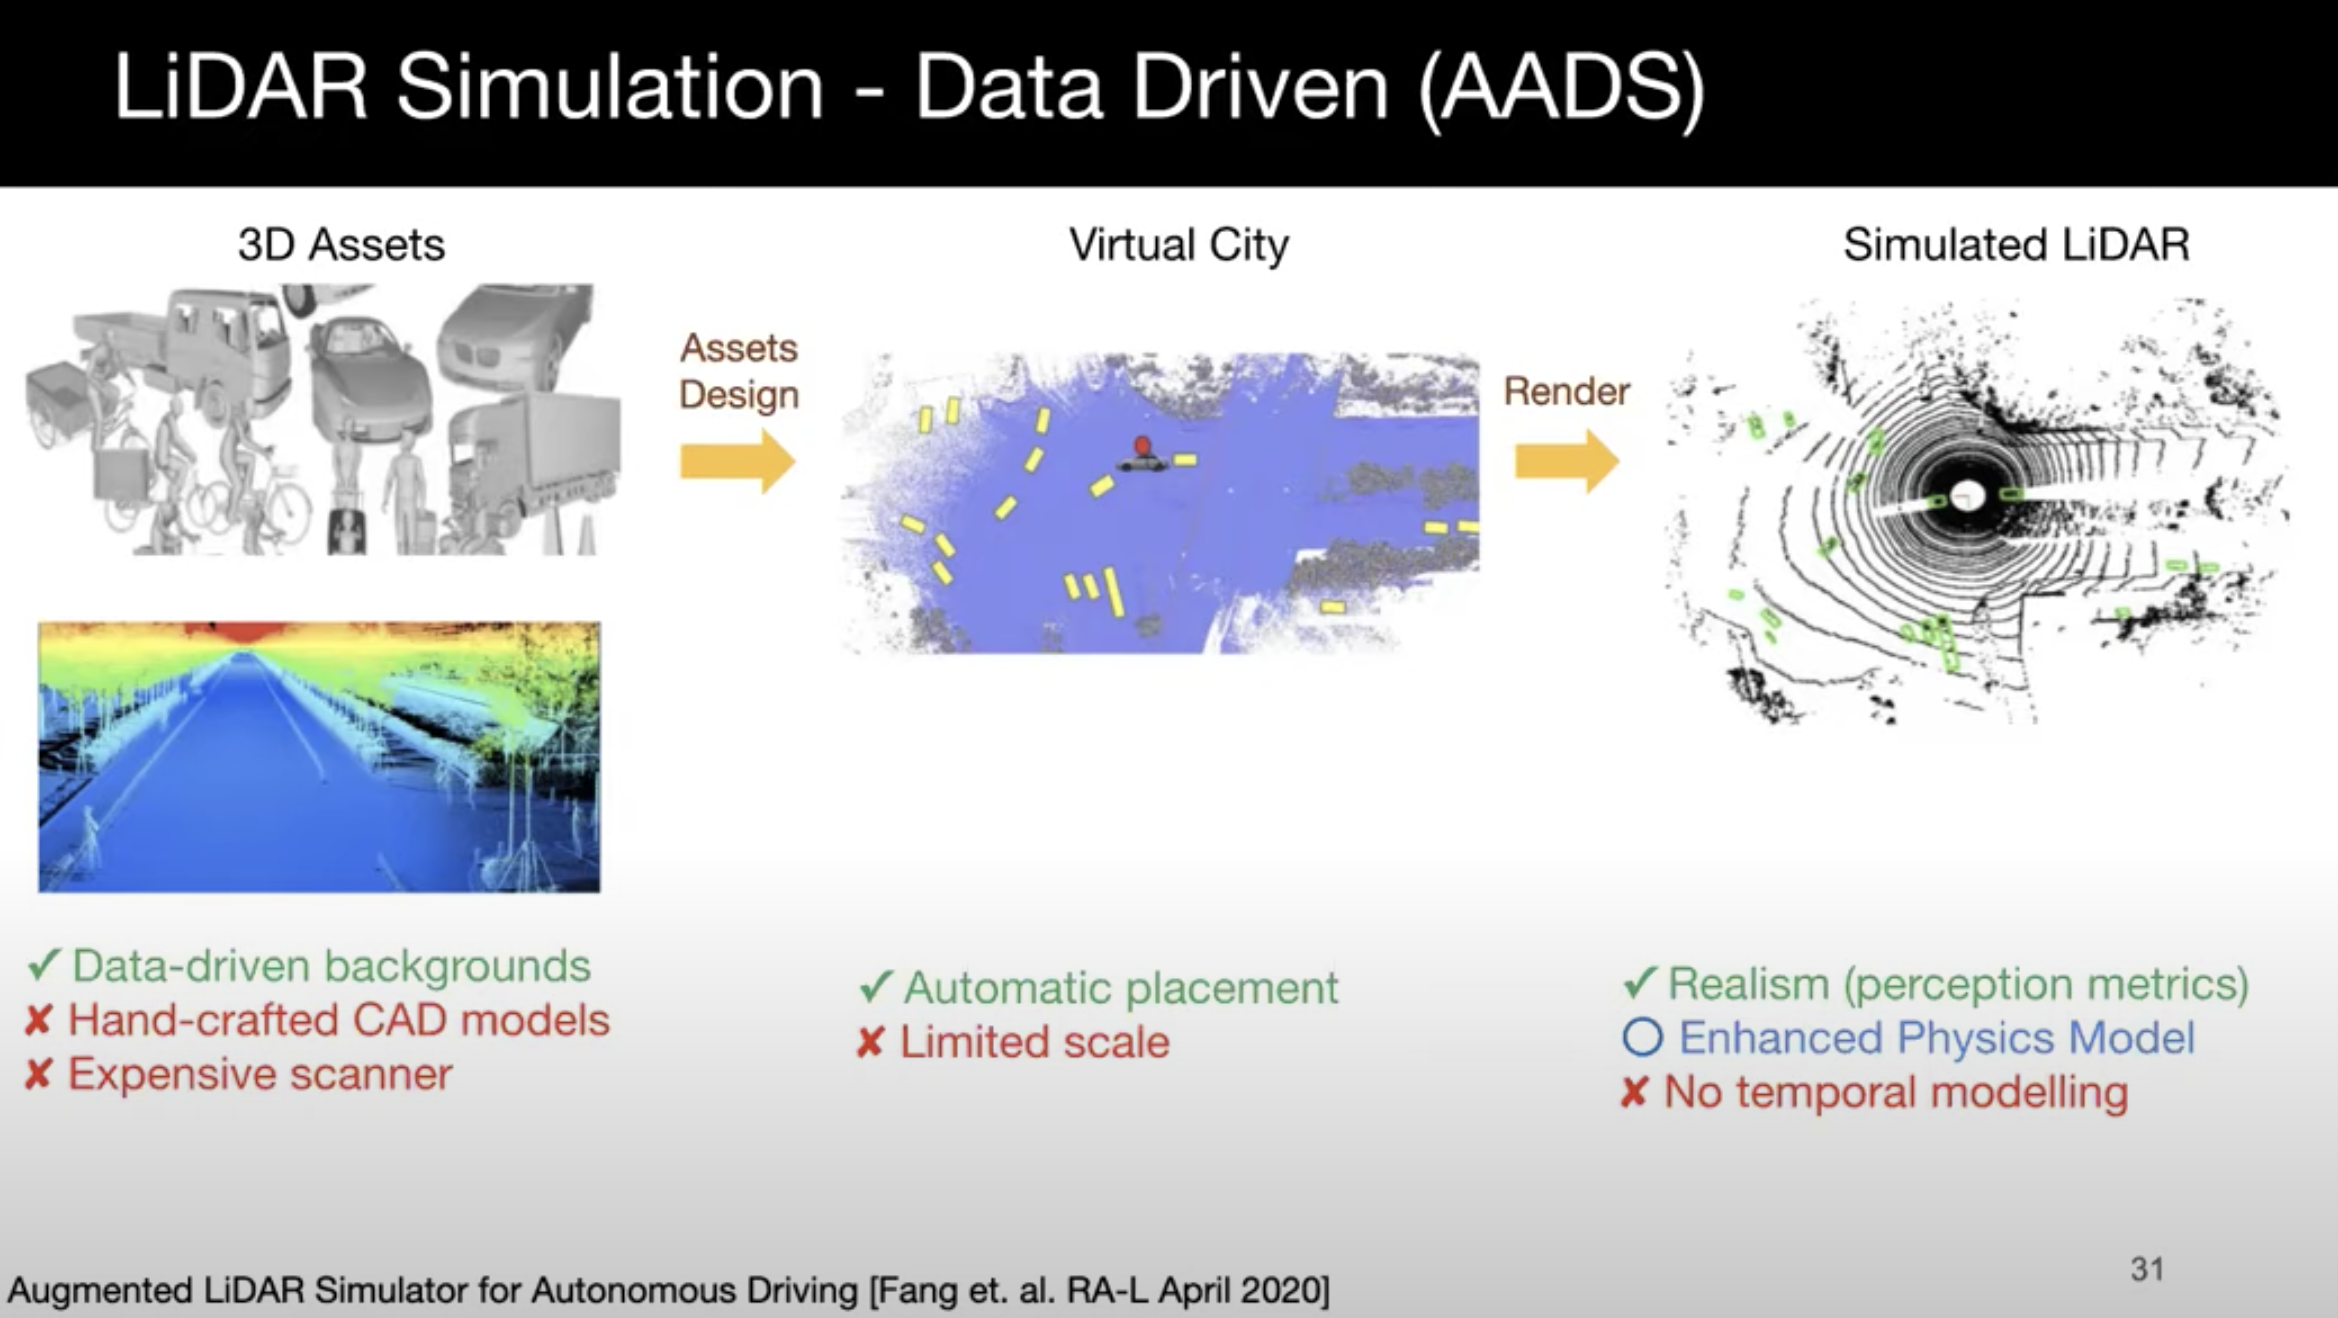 LiDAR Simulation - Data Driven (AADS)
3D Assets
Assets
Design
Virtual City
Render
Simulated LiDAR
✓ Data-driven backgrounds
✘ Hand-crafted CAD models
✘ Expensive scanner
✓ Automatic placement
✘ Limited scale
✓ Realism (perception metrics)
○ Enhanced Physics Model
✘ No temporal modelling
Augmented LiDAR Simulator for Autonomous Driving [Fang et. al. RA-L April 2020]
31